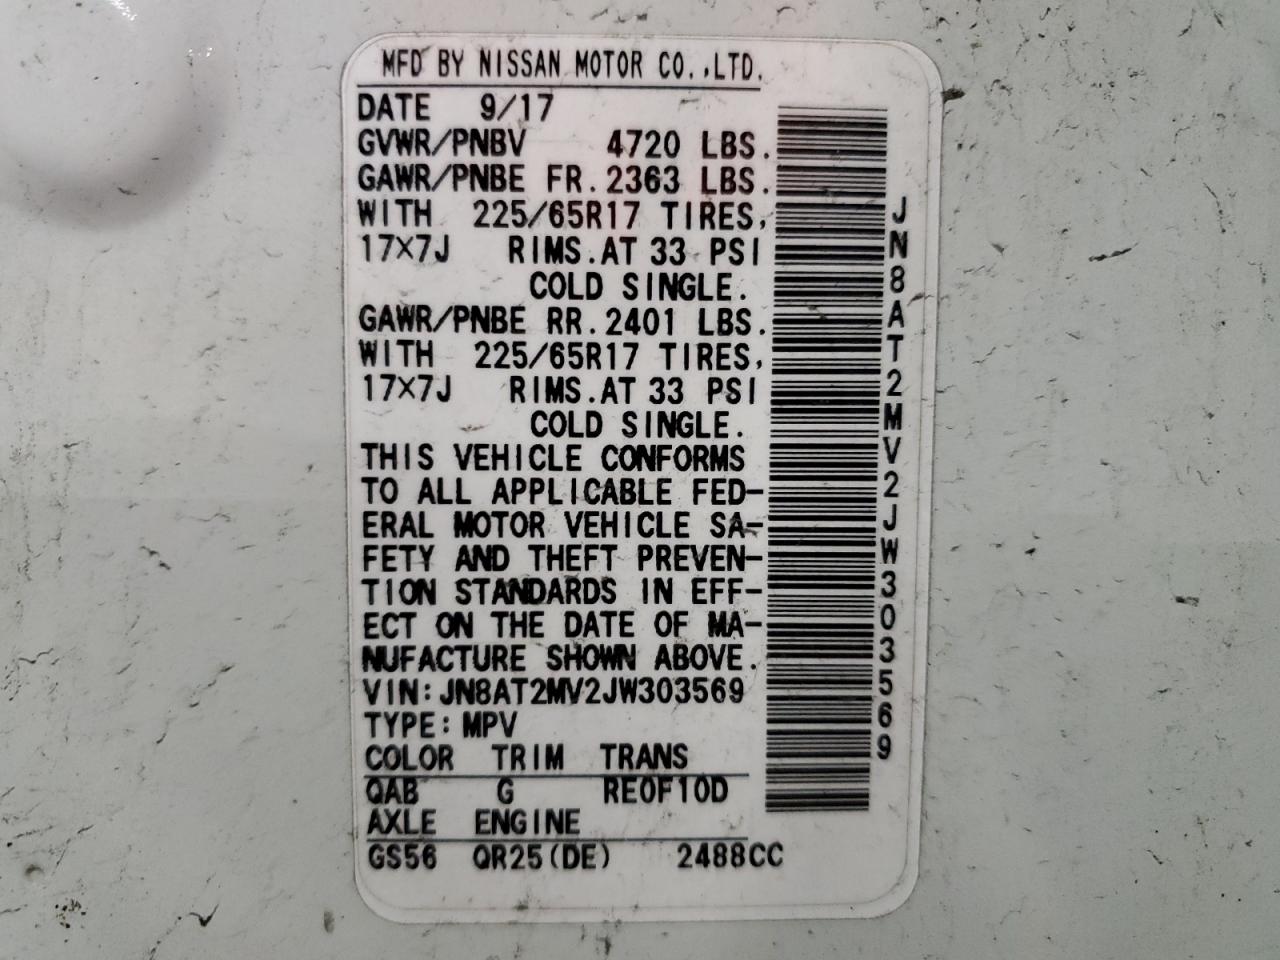 MFD BY NISSAN MOTOR CO.,LTD.
DATE 9/17
GVWR/PNBV 4720 LBS.
GAWR/PNBE FR.2363 LBS.
WITH 225/65R17 TIRES,
17×7J RIMS.AT 33 PSI
COLD SINGLE.
GAWR/PNBE RR.2401 LBS.
WITH 225/65R17 TIRES,
17×7J RIMS.AT 33 PSI
COLD SINGLE.
THIS VEHICLE CONFORMS
TO ALL APPLICABLE FED-
ERAL MOTOR VEHICLE SA-
FETY AND THEFT PREVEN-
TION STANDARDS IN EFF-
ECT ON THE DATE OF MA-
NUFACTURE SHOWN ABOVE.
VIN:JN8AT2MV2JW303569
TYPE:MPV
COLOR TRIM TRANS
QAB G RE0F10D
AXLE ENGINE
GS56 QR25(DE) 2488CC
JN8AT2MV2JW303569